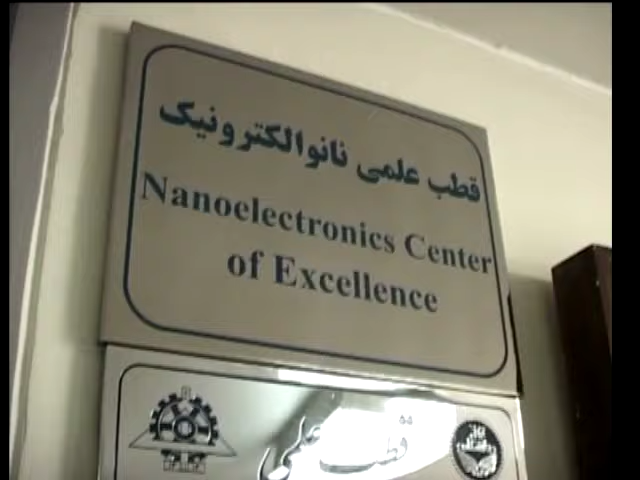 قطب علمی نانوالکترونیک
Nanoelectronics Center
of Excellence
قطب علمی